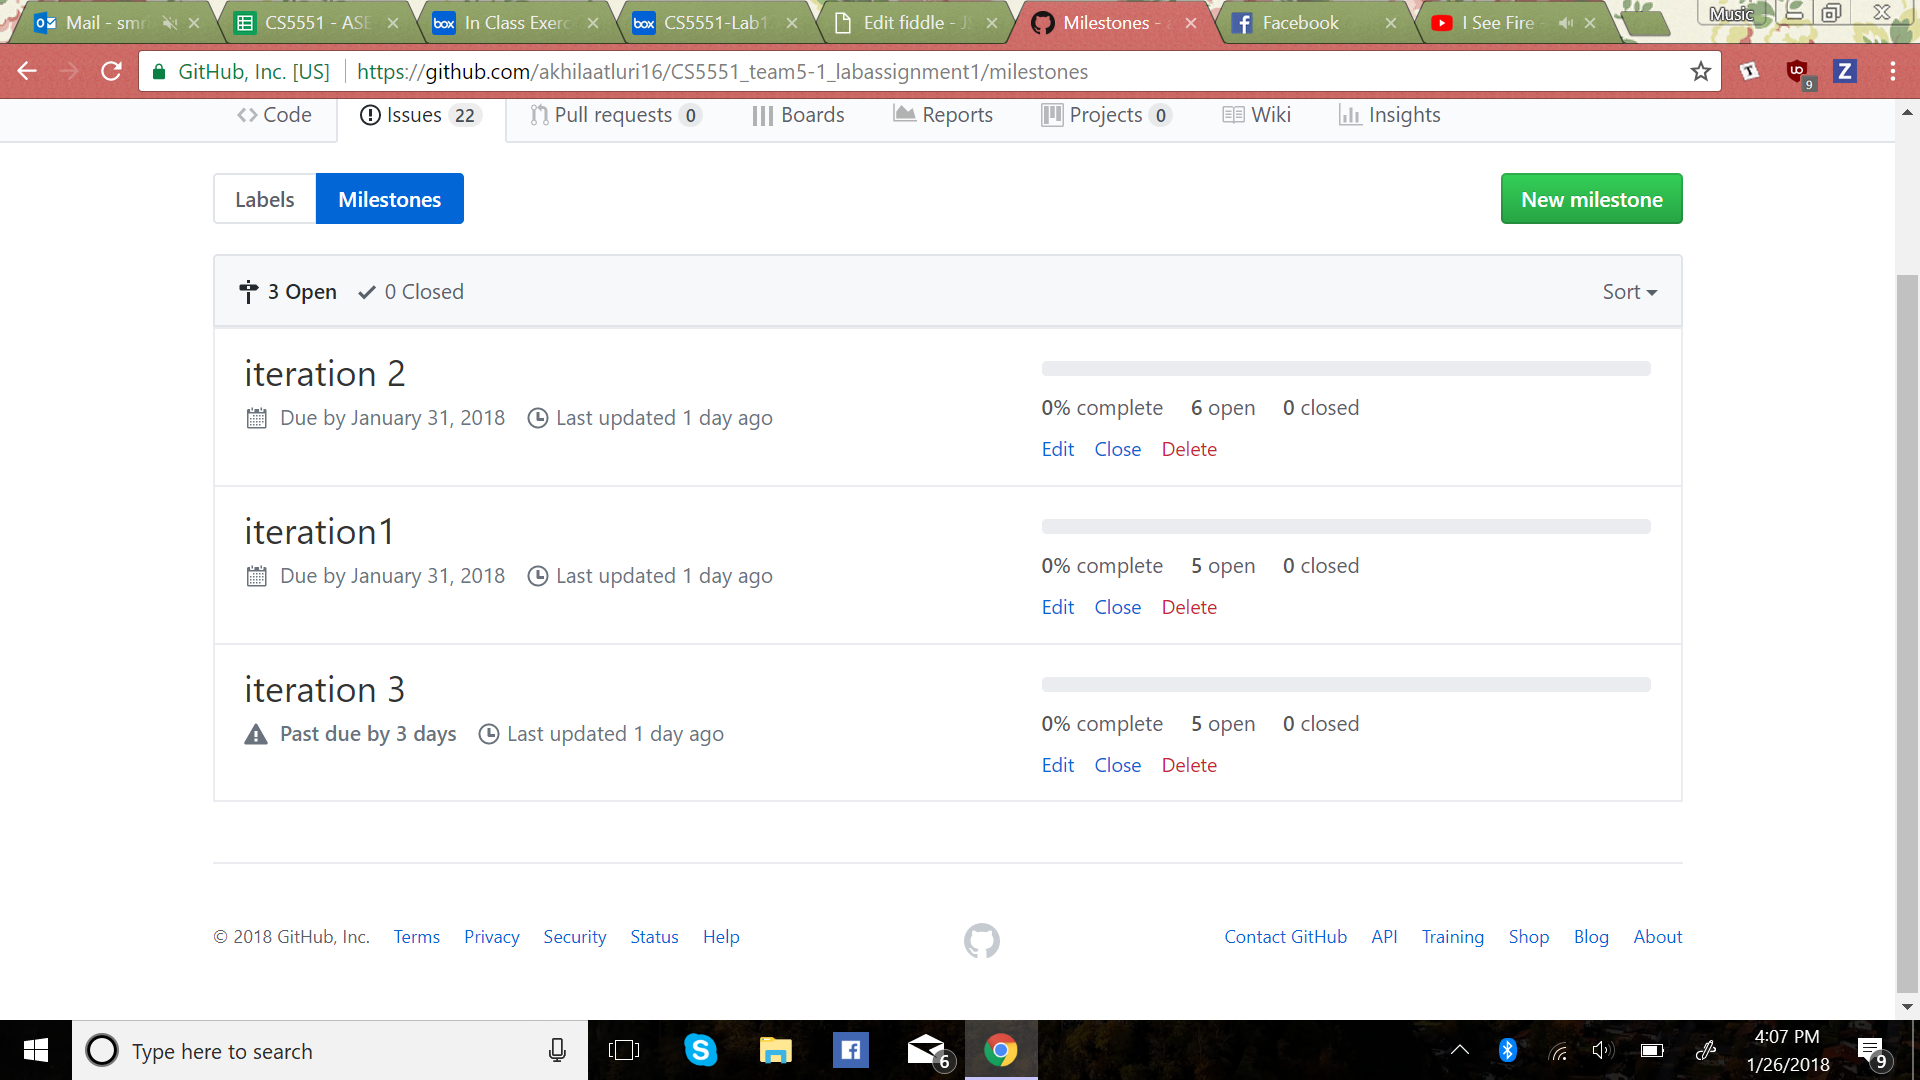 Mail - smr
CS5551 - ASE
box In Class Exerc
box CS5551-Lab1
Edit fiddle - JS
Milestones - a
Facebook
I See Fire -
Music
GitHub, Inc. [US] https://github.com/akhilaatluri16/CS5551_team5-1_labassignment1/milestones
T
UO
9
Z
Code
Issues 22
Pull requests 0
Boards
Reports
Projects 0
Wiki
Insights
Labels
Milestones
New milestone
3 Open
0 Closed
Sort
iteration 2
Due by January 31, 2018
Last updated 1 day ago
0% complete 6 open 0 closed
Edit Close Delete
iteration1
Due by January 31, 2018
Last updated 1 day ago
0% complete 5 open 0 closed
Edit Close Delete
iteration 3
Past due by 3 days
Last updated 1 day ago
0% complete 5 open 0 closed
Edit Close Delete
© 2018 GitHub, Inc. Terms Privacy Security Status Help
Contact GitHub API Training Shop Blog About
Type here to search
6
4:07 PM
1/26/2018
9